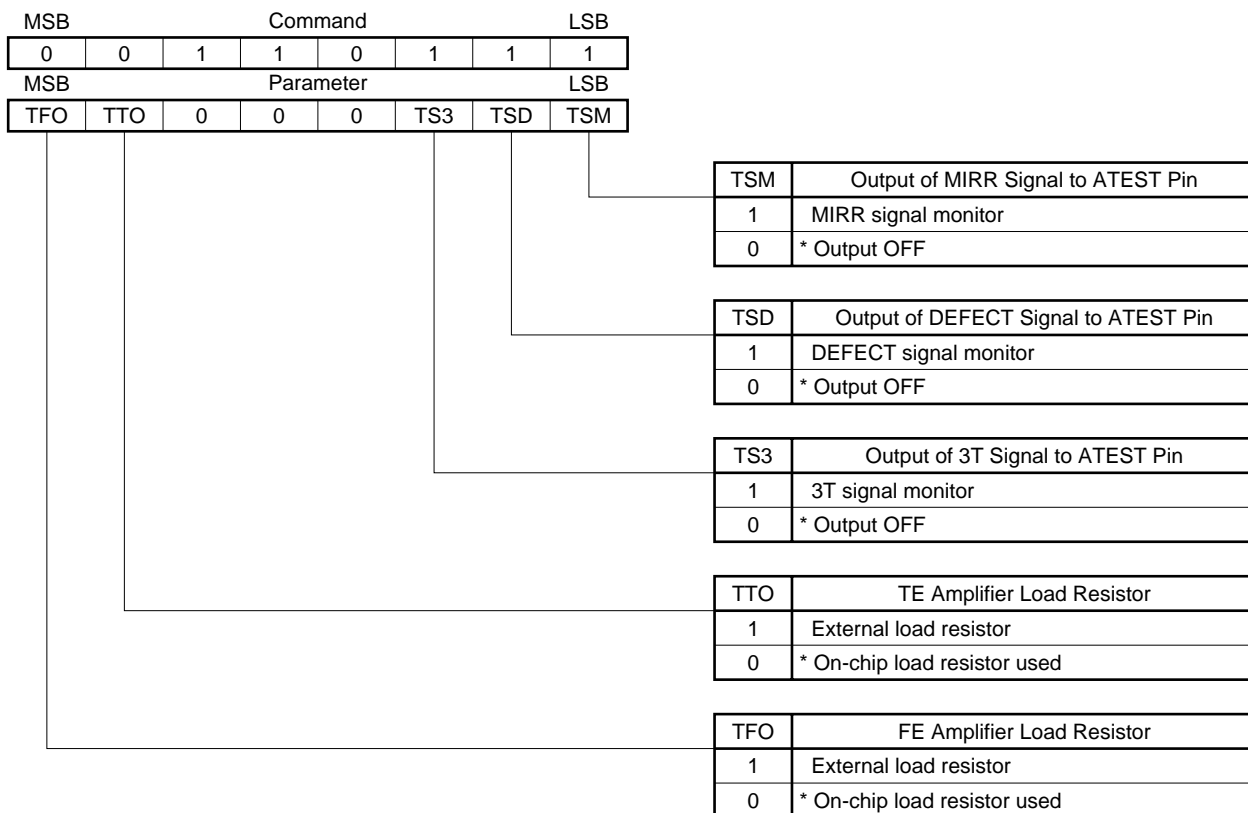 MSB Command LSB
0 0 1 1 0 1 1 1
MSB Parameter LSB
TFO TTO 0 0 0 TS3 TSD TSM
TSM Output of MIRR Signal to ATEST Pin
1 MIRR signal monitor
0 * Output OFF
TSD Output of DEFECT Signal to ATEST Pin
1 DEFECT signal monitor
0 * Output OFF
TS3 Output of 3T Signal to ATEST Pin
1 3T signal monitor
0 * Output OFF
TTO TE Amplifier Load Resistor
1 External load resistor
0 * On-chip load resistor used
TFO FE Amplifier Load Resistor
1 External load resistor
0 * On-chip load resistor used